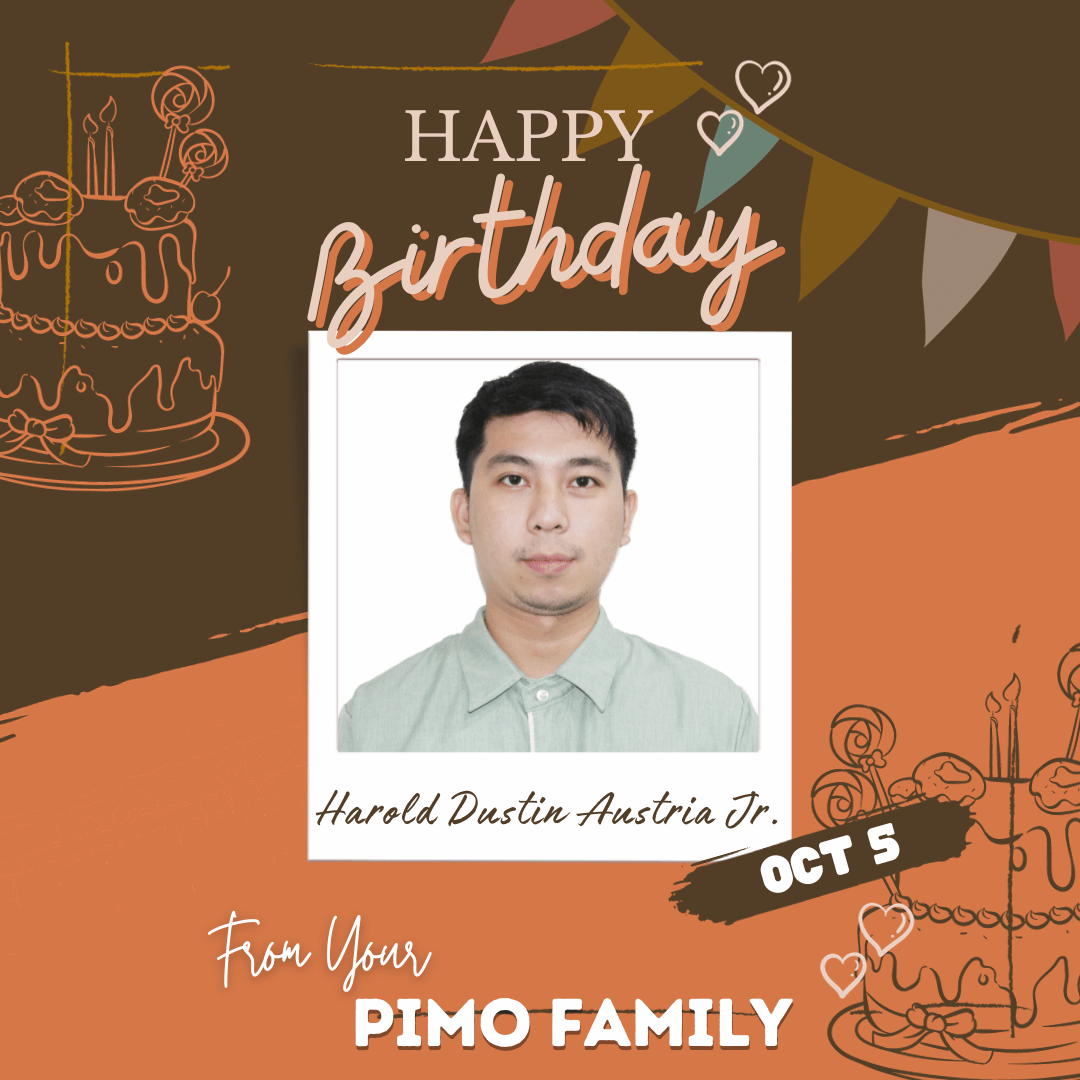 HAPPY
Birthday
Harold Dustin Austria Jr.
OCT 5
From Your
PIMO FAMILY